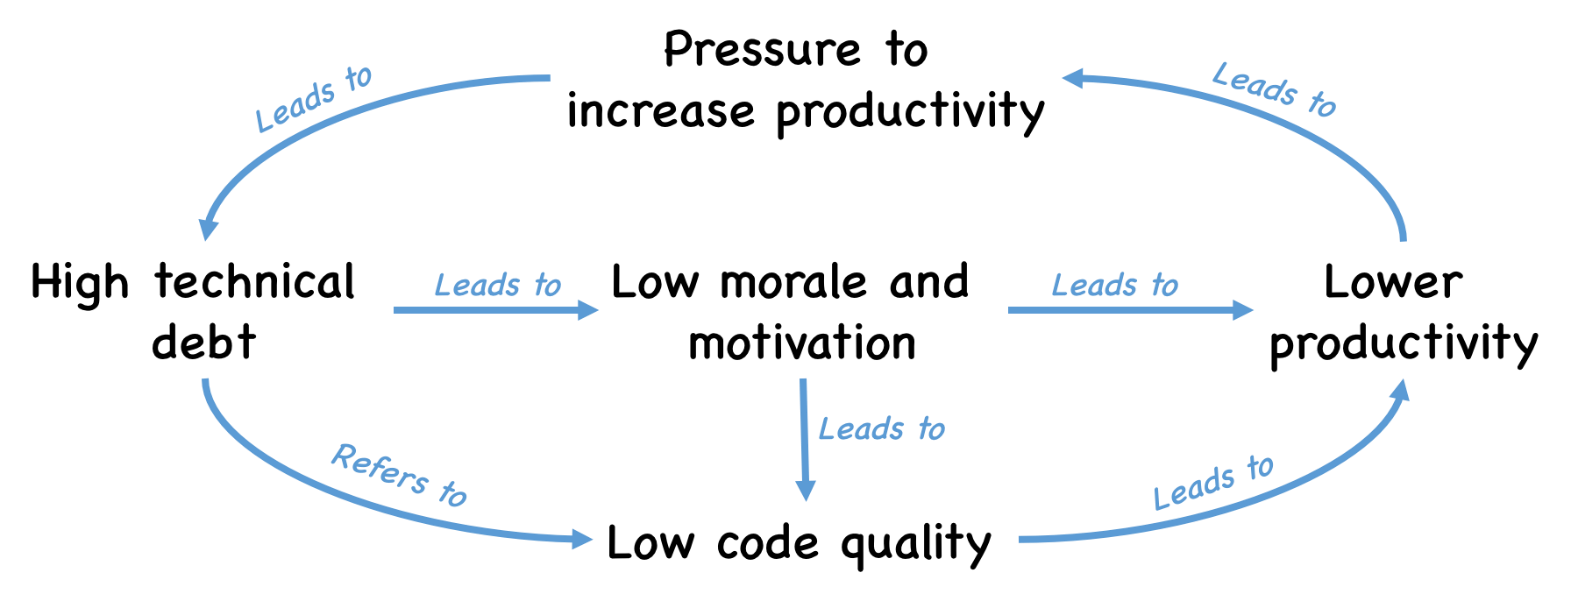 Pressure to
increase productivity
Leads to
Leads to
High technical
debt
Leads to
Low morale and
motivation
Leads to
Lower
productivity
Refers to
Leads to
Leads to
Low code quality